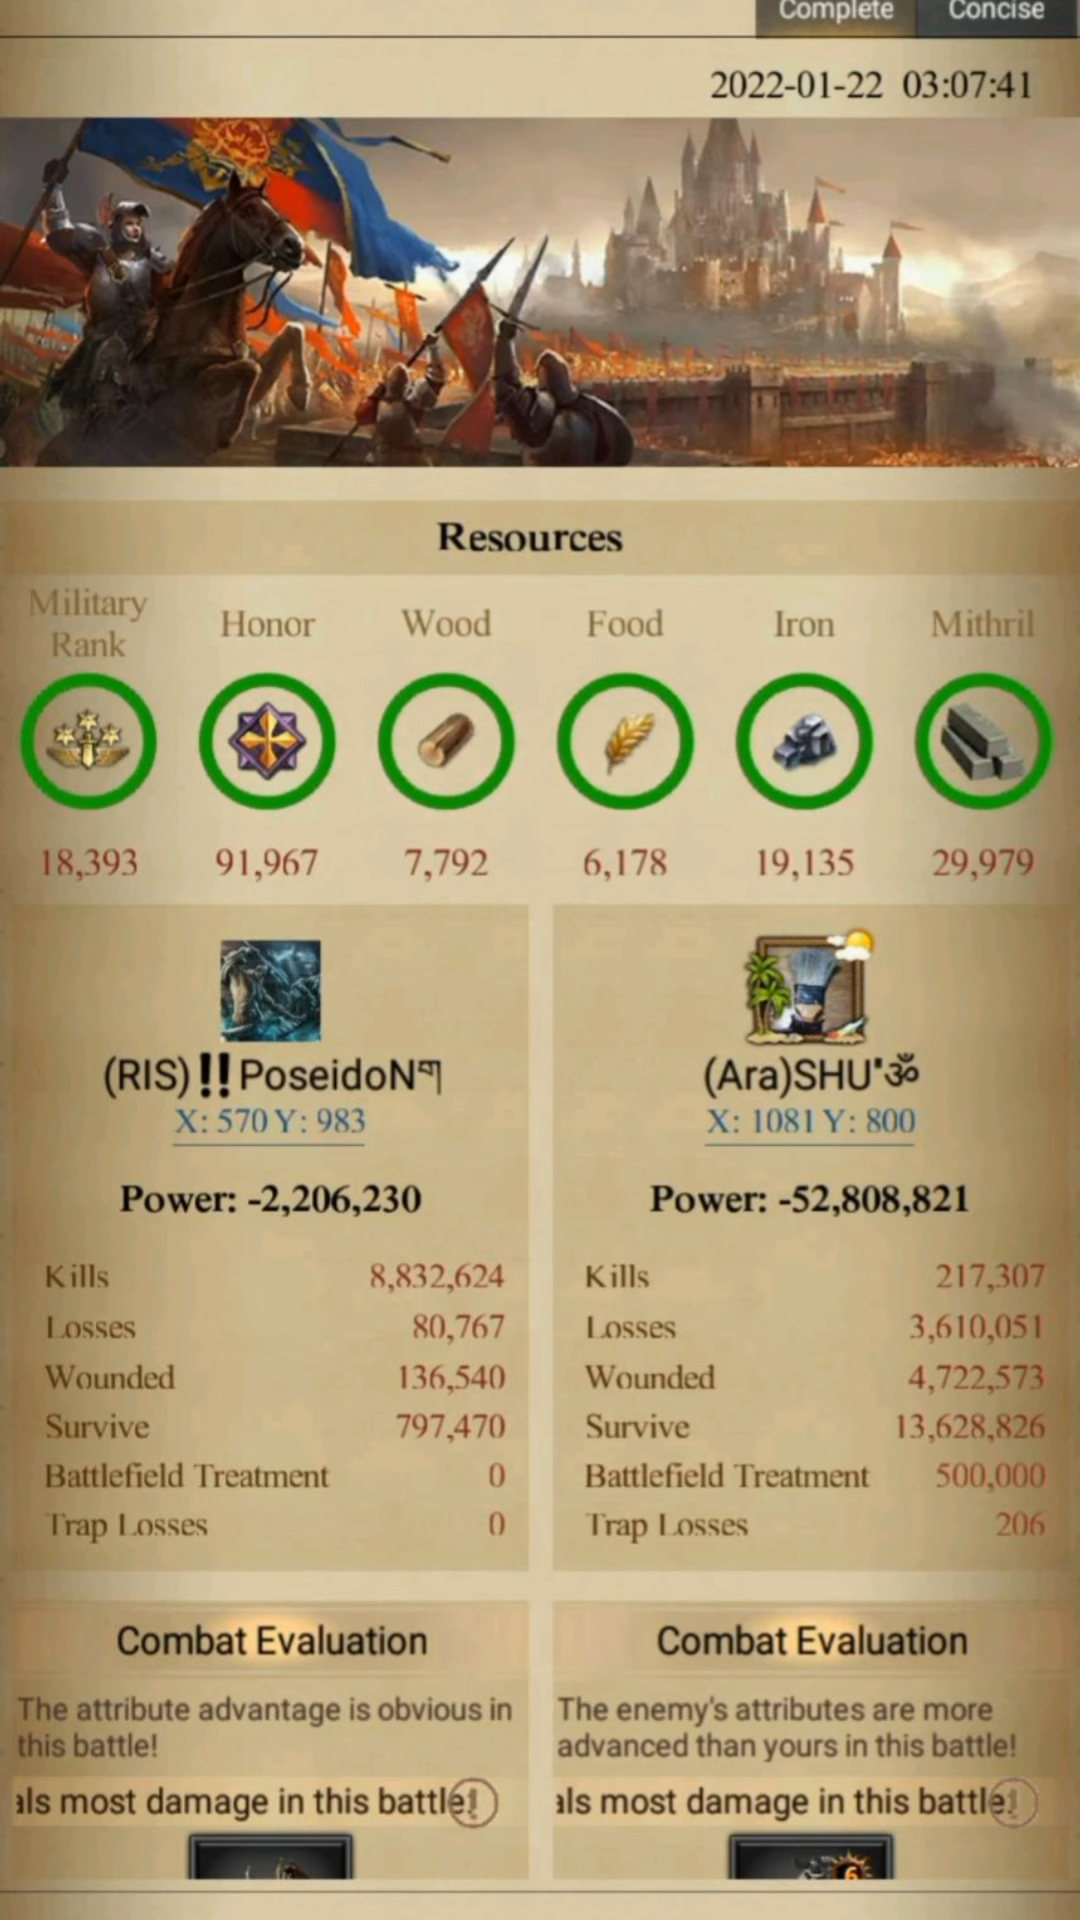 Complete Concise
2022-01-22 03:07:41
Resources
Military Rank Honor Wood Food Iron Mithril
18,393 91,967 7,792 6,178 19,135 29,979
(RIS)‼PoseidoN
X: 570 Y: 983
Power: -2,206,230
Kills 8,832,624
Losses 80,767
Wounded 136,540
Survive 797,470
Battlefield Treatment 0
Trap Losses 0
Combat Evaluation
The attribute advantage is obvious in
this battle!
als most damage in this battle!
(Ara)SHU'ॐ
X: 1081 Y: 800
Power: -52,808,821
Kills 217,307
Losses 3,610,051
Wounded 4,722,573
Survive 13,628,826
Battlefield Treatment 500,000
Trap Losses 206
Combat Evaluation
The enemy's attributes are more
advanced than yours in this battle!
als most damage in this battle!
6